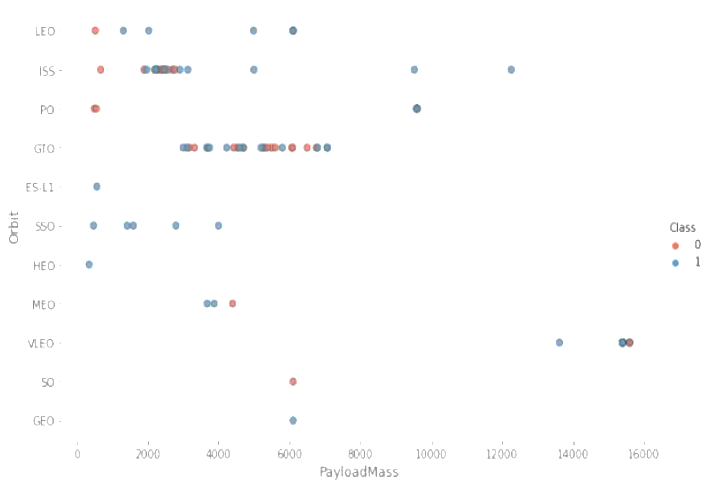 LEO
ISS
PO
GTO
ES-L1
SSO
HEO
MEO
VLEO
SO
GEO
Orbit
0 2000 4000 6000 8000 10000 12000 14000 16000
PayloadMass
Class
0
1